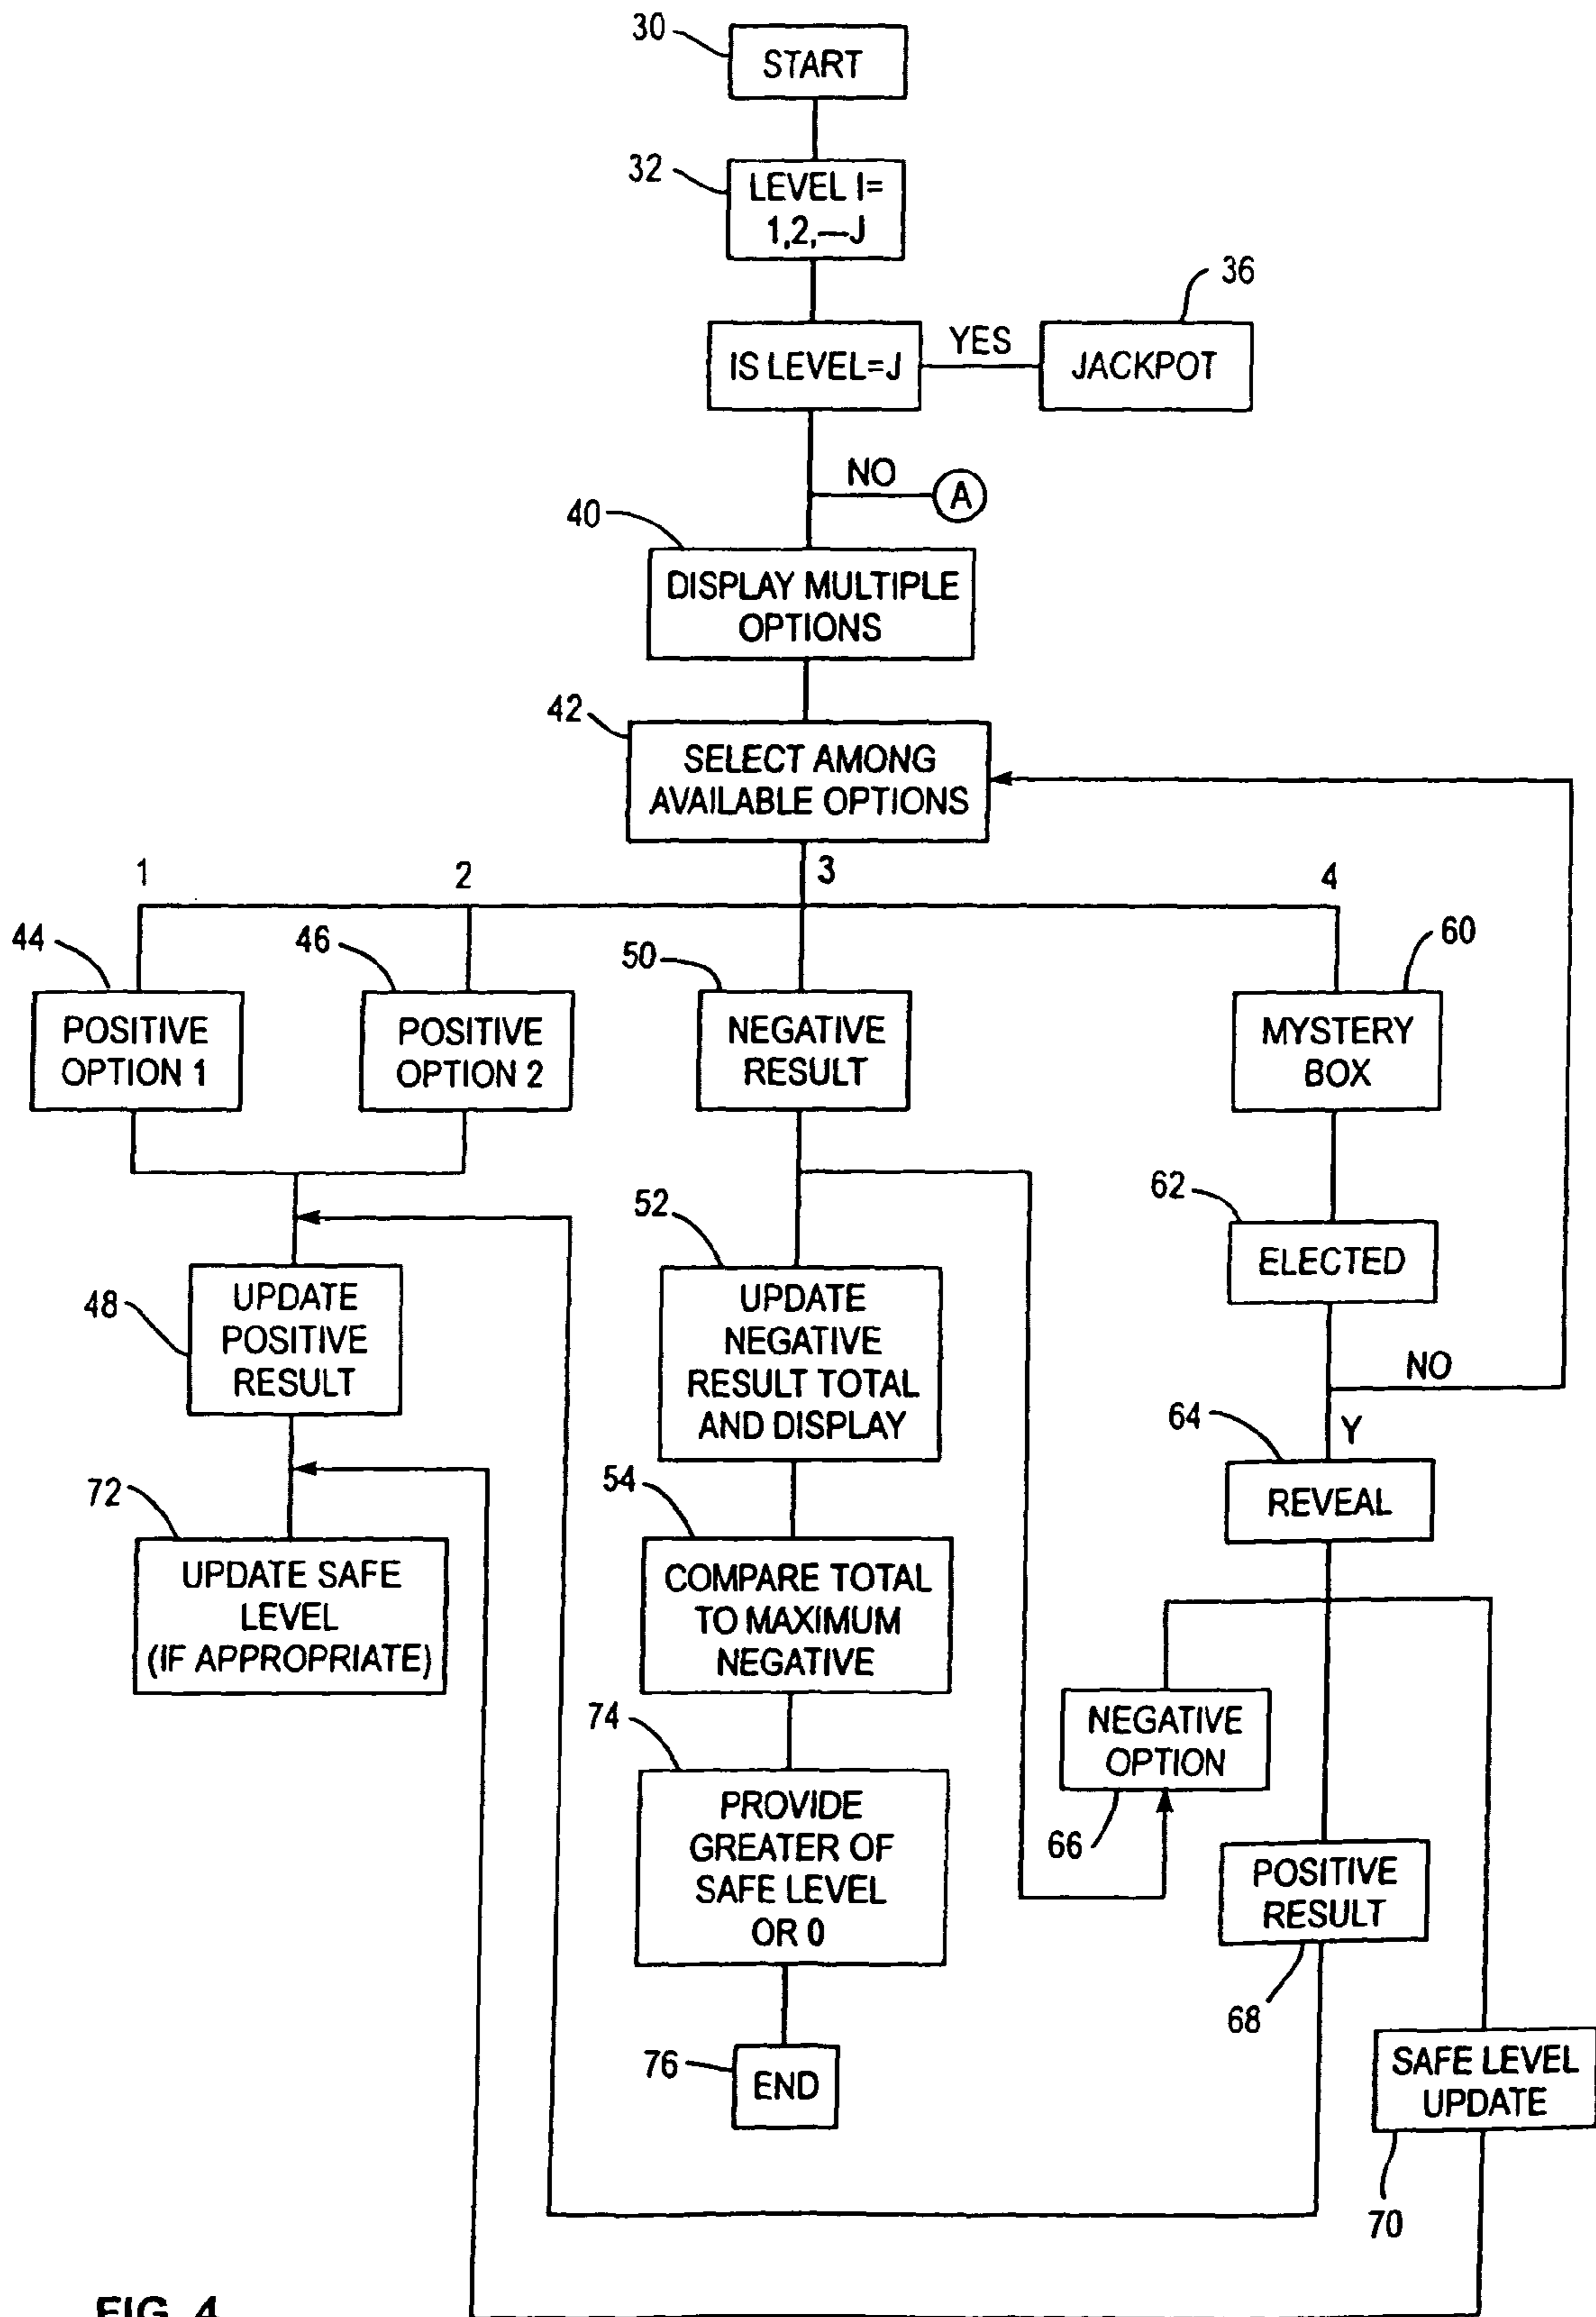 30
START
32
LEVEL I=
1,2,—J
36
IS LEVEL=J
YES
JACKPOT
NO
A
40
DISPLAY MULTIPLE
OPTIONS
42
SELECT AMONG
AVAILABLE OPTIONS
1
2
3
4
44
46
50
60
POSITIVE
OPTION 1
POSITIVE
OPTION 2
NEGATIVE
RESULT
MYSTERY
BOX
62
ELECTED
52
UPDATE
NEGATIVE
RESULT TOTAL
AND DISPLAY
48
UPDATE
POSITIVE
RESULT
NO
64
Y
REVEAL
72
UPDATE SAFE
LEVEL
(IF APPROPRIATE)
54
COMPARE TOTAL
TO MAXIMUM
NEGATIVE
74
PROVIDE
GREATER OF
SAFE LEVEL
OR 0
NEGATIVE
OPTION
66
POSITIVE
RESULT
68
76
END
SAFE LEVEL
UPDATE
70
FIG. 4